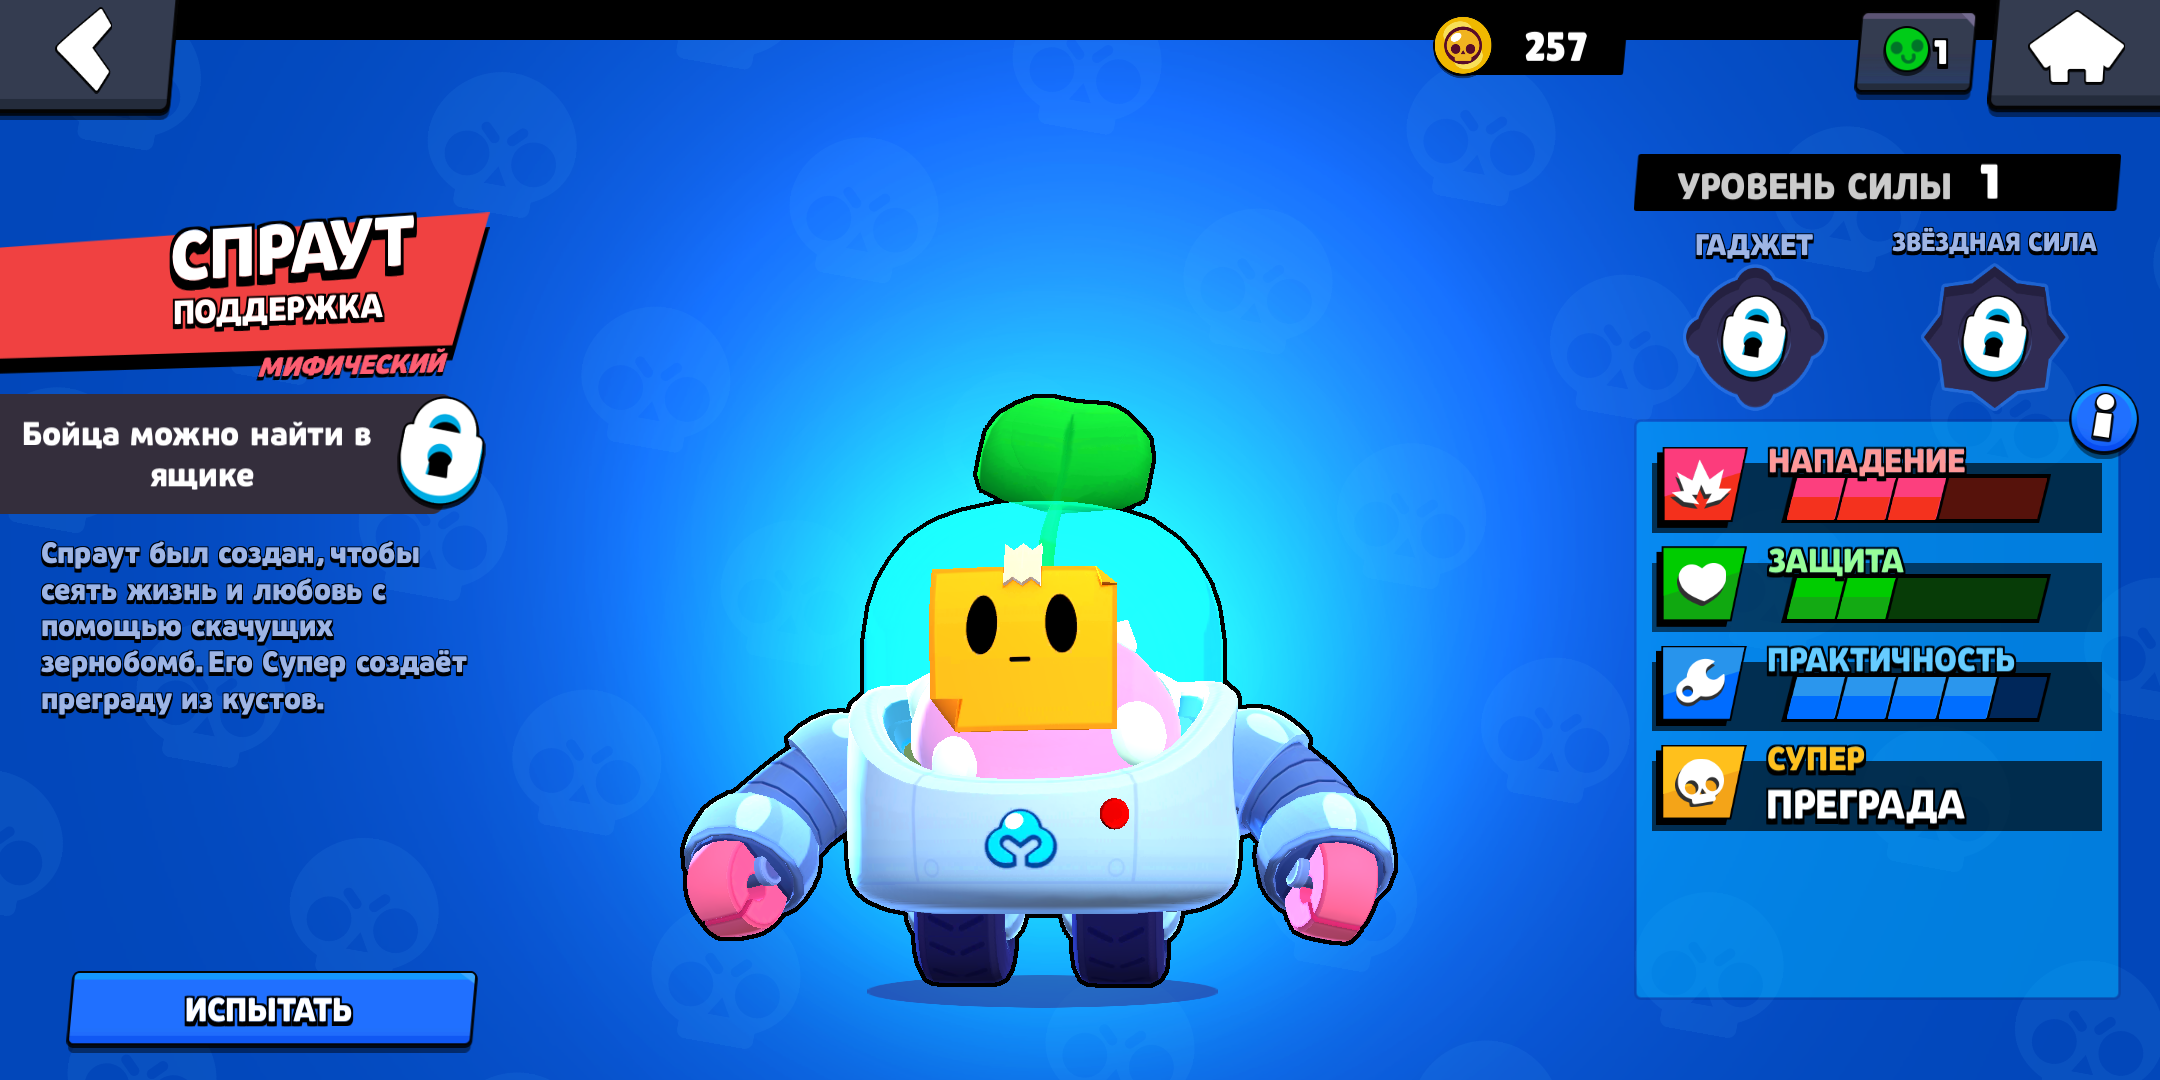 257
1
СПРАУТ
ПОДДЕРЖКА
МИФИЧЕСКИЙ
Бойца можно найти в
ящике
Спраут был создан, чтобы
сеять жизнь и любовь с
помощью скачущих
зернобомб. Его Супер создаёт
преграду из кустов.
ИСПЫТАТЬ
УРОВЕНЬ СИЛЫ 1
ГАДЖЕТ
ЗВЁЗДНАЯ СИЛА
i
НАПАДЕНИЕ
ЗАЩИТА
ПРАКТИЧНОСТЬ
СУПЕР
ПРЕГРАДА